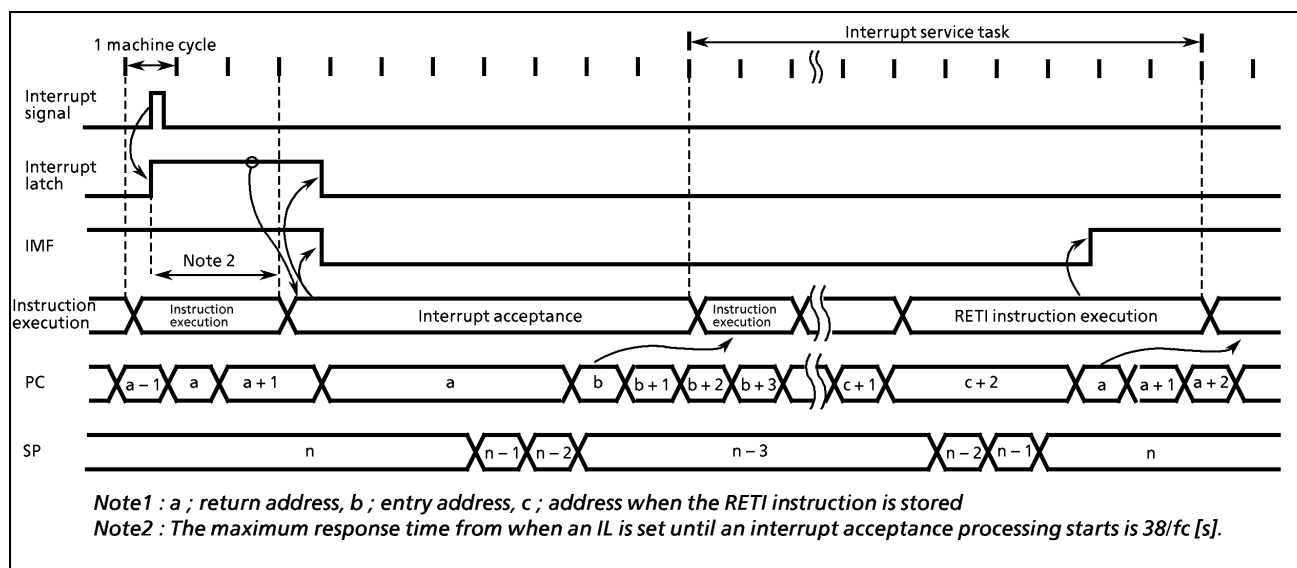 Interrupt service task
1 machine cycle
Interrupt
signal
Interrupt
latch
IMF
Note 2
Instruction
execution
Instruction
execution
Interrupt acceptance
Instruction
execution
RETI instruction execution
PC
a – 1 a a + 1 a b b + 1 b + 2 b + 3 c + 1 c + 2 a a + 1 a + 2
SP
n n – 1 n – 2 n – 3 n – 2 n – 1 n
Note1 : a ; return address, b ; entry address, c ; address when the RETI instruction is stored
Note2 : The maximum response time from when an IL is set until an interrupt acceptance processing starts is 38/fc [s].